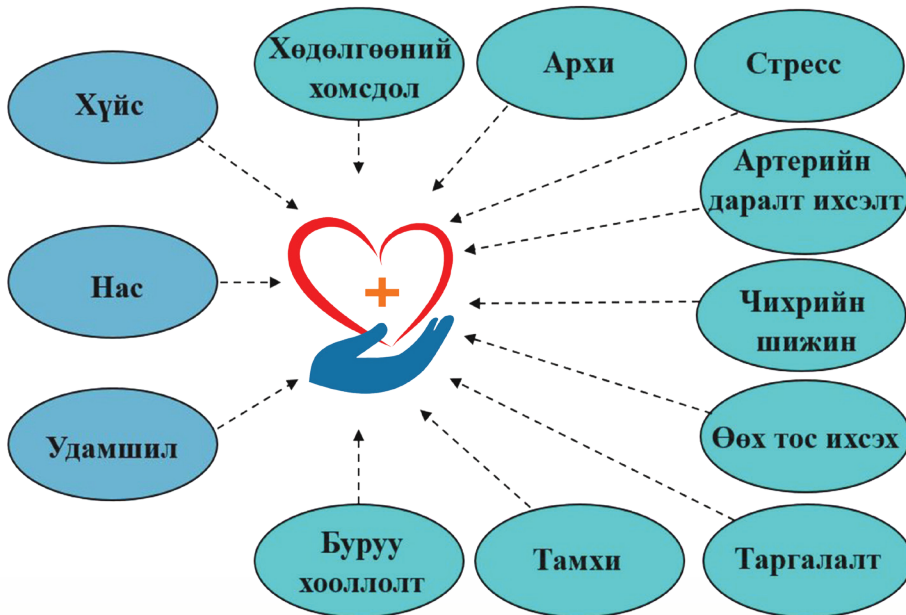 Хүйс
Нас
Удамшил
Хөдөлгөөний
хомсдол
Архи
Стресс
Артерийн
даралт ихсэлт
Чихрийн
шижин
Өөх тос ихсэх
Таргалалт
Тамхи
Буруу
хооллолт